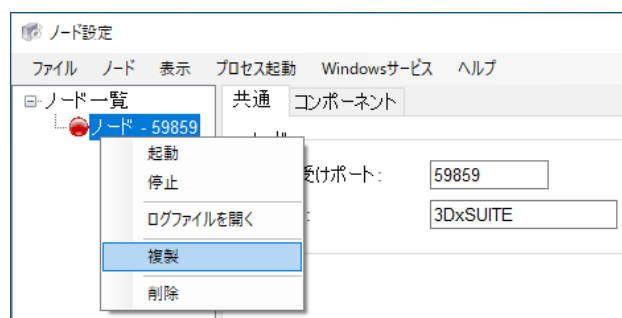 ノード設定
ファイル ノード 表示 プロセス起動 Windowsサービス ヘルプ
ノード一覧
ノード - 59859
共通 コンポーネント
受けポート: 59859
: 3DxSUITE
起動
停止
ログファイルを開く
複製
削除